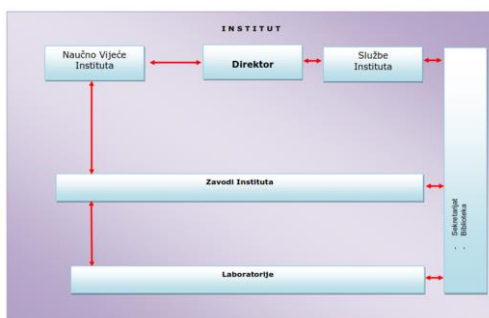 INSTITUT
Naučno Vijeće
Instituta
Direktor
Službe
Instituta
Zavodi Instituta
Laboratorije
- Sekretarijat
- Biblioteka